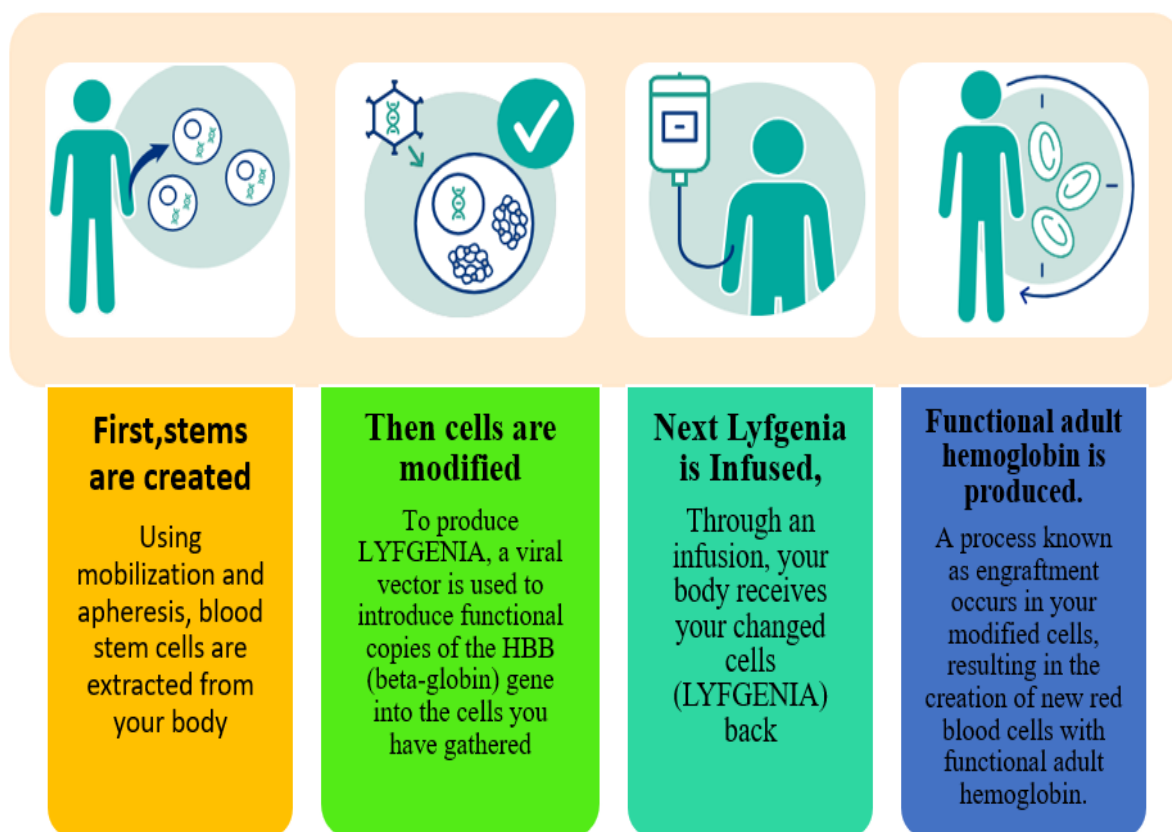 First,stems
are created
Using
mobilization and
apheresis, blood
stem cells are
extracted from
your body
Then cells are
modified
To produce
LYFGENIA, a viral
vector is used to
introduce functional
copies of the HBB
(beta-globin) gene
into the cells you
have gathered
Next Lyfgenia
is Infused,
Through an
infusion, your
body receives
your changed
cells
(LYFGENIA)
back
Functional adult
hemoglobin is
produced.
A process known
as engraftment
occurs in your
modified cells,
resulting in the
creation of new red
blood cells with
functional adult
hemoglobin.